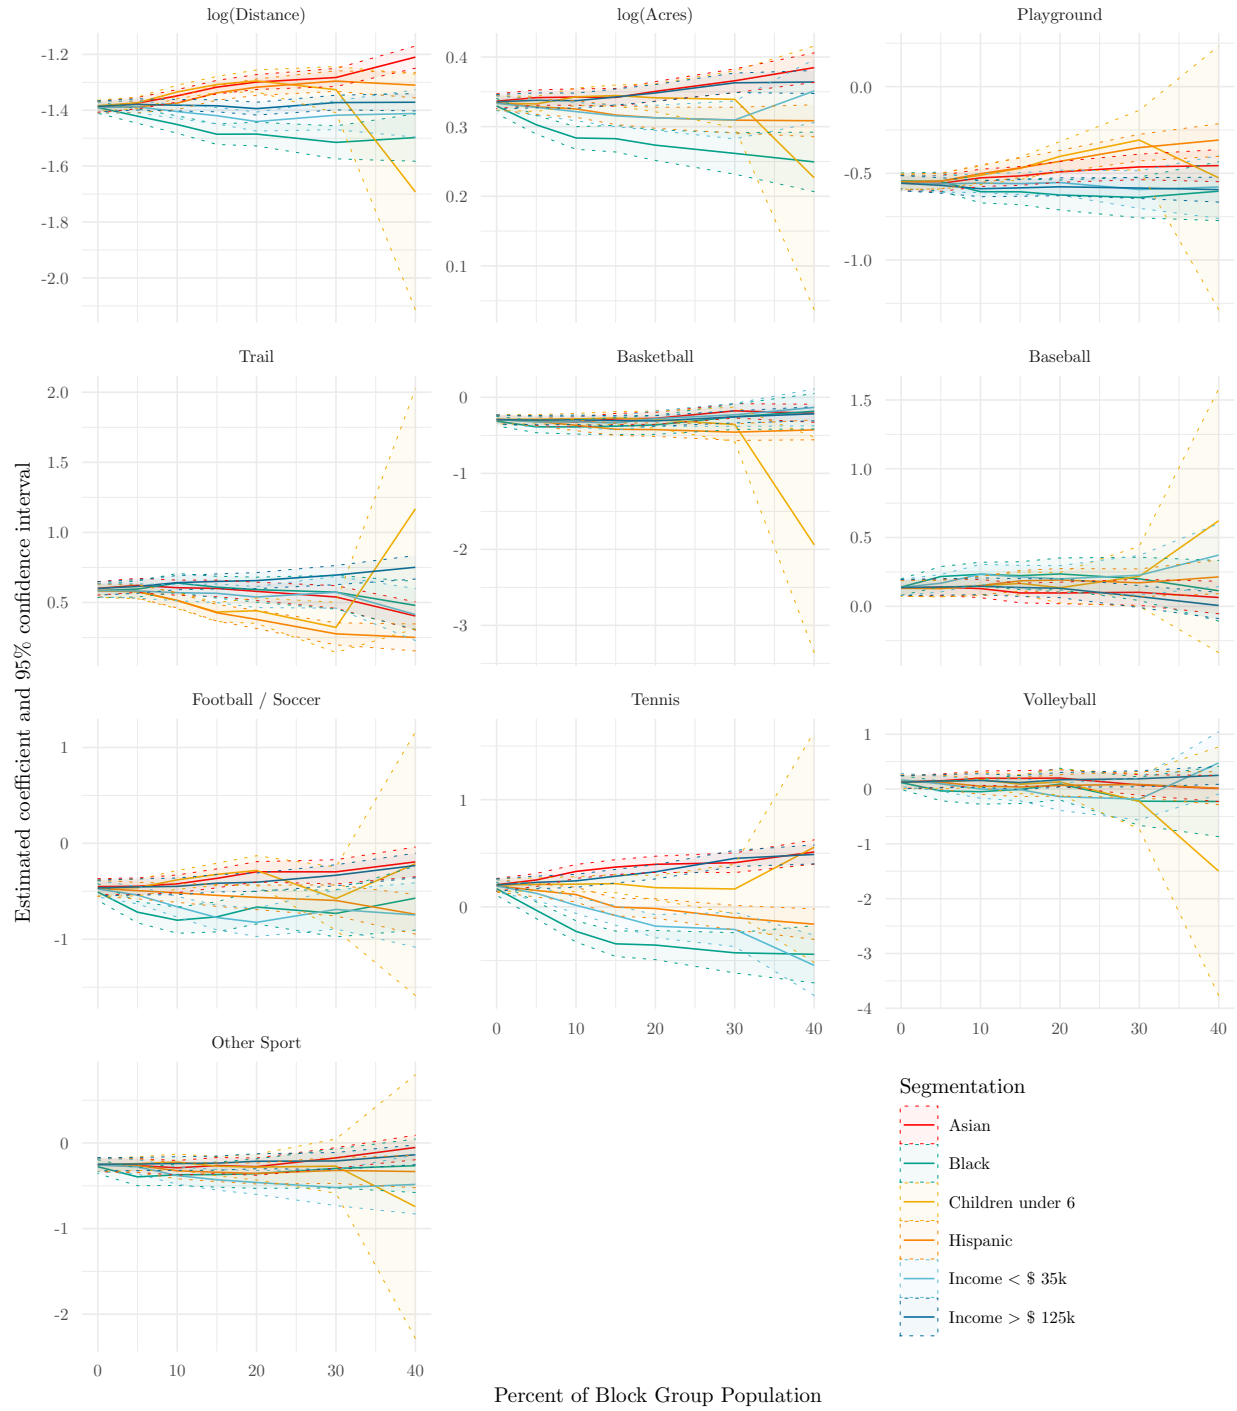 log(Distance)
log(Acres)
Playground
-1.2
-1.4
-1.6
-1.8
-2.0
0.4
0.3
0.2
0.1
0.0
-0.5
-1.0
Trail
Basketball
Baseball
2.0
1.5
1.0
0.5
0
-1
-2
-3
1.5
1.0
0.5
0.0
Football / Soccer
Tennis
Volleyball
1
0
-1
1
0
1
0
-1
-2
-3
-4
0 10 20 30 40
0 10 20 30 40
Other Sport
0
-1
-2
0 10 20 30 40
Estimated coefficient and 95% confidence interval
Percent of Block Group Population
Segmentation
Asian
Black
Children under 6
Hispanic
Income < $ 35k
Income > $ 125k